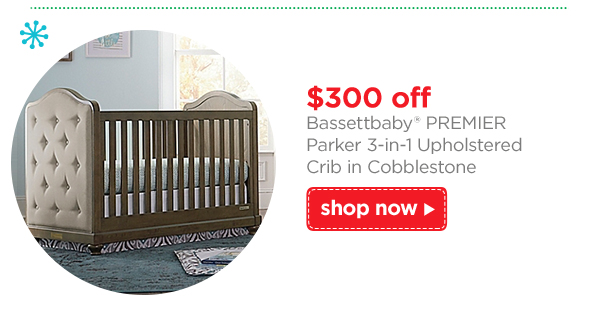 $300 off
Bassettbaby® PREMIER
Parker 3-in-1 Upholstered
Crib in Cobblestone
shop now